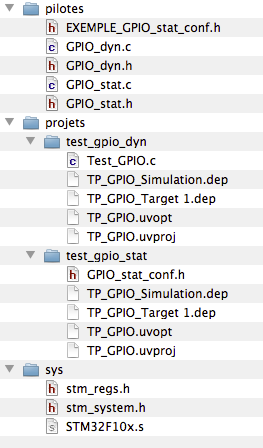 pilotes
EXEMPLE_GPIO_stat_conf.h
GPIO_dyn.c
GPIO_dyn.h
GPIO_stat.c
GPIO_stat.h
projets
test_gpio_dyn
Test_GPIO.c
TP_GPIO_Simulation.dep
TP_GPIO_Target 1.dep
TP_GPIO.uvopt
TP_GPIO.uvproj
test_gpio_stat
GPIO_stat_conf.h
TP_GPIO_Simulation.dep
TP_GPIO_Target 1.dep
TP_GPIO.uvopt
TP_GPIO.uvproj
sys
stm_regs.h
stm_system.h
STM32F10x.s